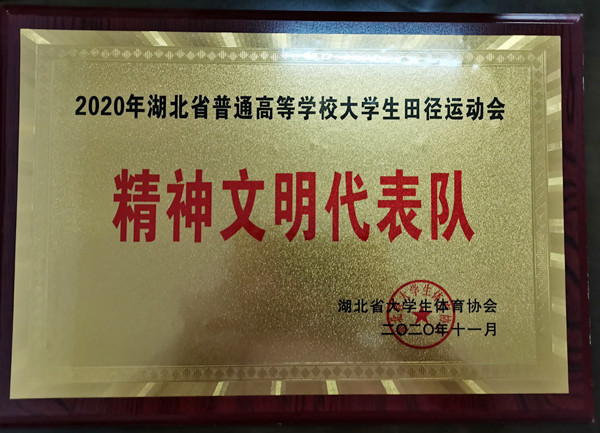 2020年湖北省普通高等学校大学生田径运动会
精神文明代表队
湖北省大学生体育协会
二〇二〇年十一月